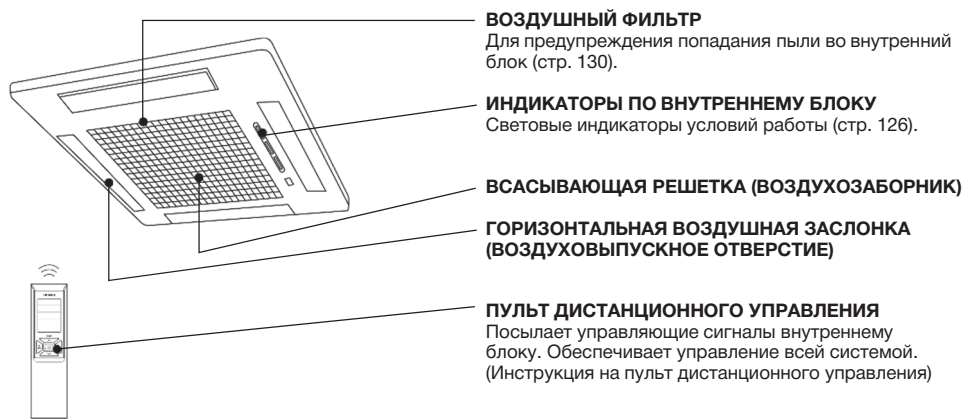 ВОЗДУШНЫЙ ФИЛЬТР
Для предупреждения попадания пыли во внутренний
блок (стр. 130).
ИНДИКАТОРЫ ПО ВНУТРЕННЕМУ БЛОКУ
Световые индикаторы условий работы (стр. 126).
ВСАСЫВАЮЩАЯ РЕШЕТКА (ВОЗДУХОЗАБОРНИК)
ГОРИЗОНТАЛЬНАЯ ВОЗДУШНАЯ ЗАСЛОНКА
(ВОЗДУХОВЫПУСКНОЕ ОТВЕРСТИЕ)
ПУЛЬТ ДИСТАНЦИОННОГО УПРАВЛЕНИЯ
Посылает управляющие сигналы внутреннему
блоку. Обеспечивает управление всей системой.
(Инструкция на пульт дистанционного управления)